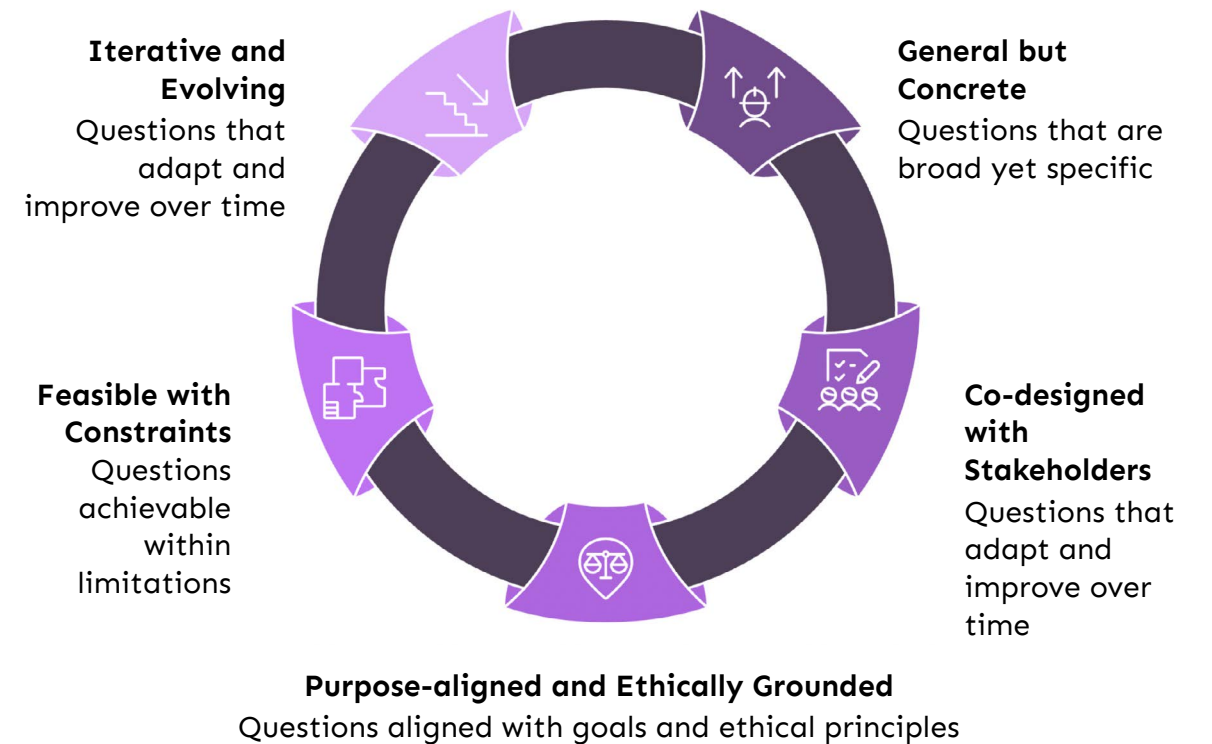 Iterative and
Evolving
Questions that
adapt and
improve over time
General but
Concrete
Questions that are
broad yet specific
Feasible with
Constraints
Questions
achievable
within
limitations
Co-designed
with
Stakeholders
Questions that
adapt and
improve over
time
Purpose-aligned and Ethically Grounded
Questions aligned with goals and ethical principles